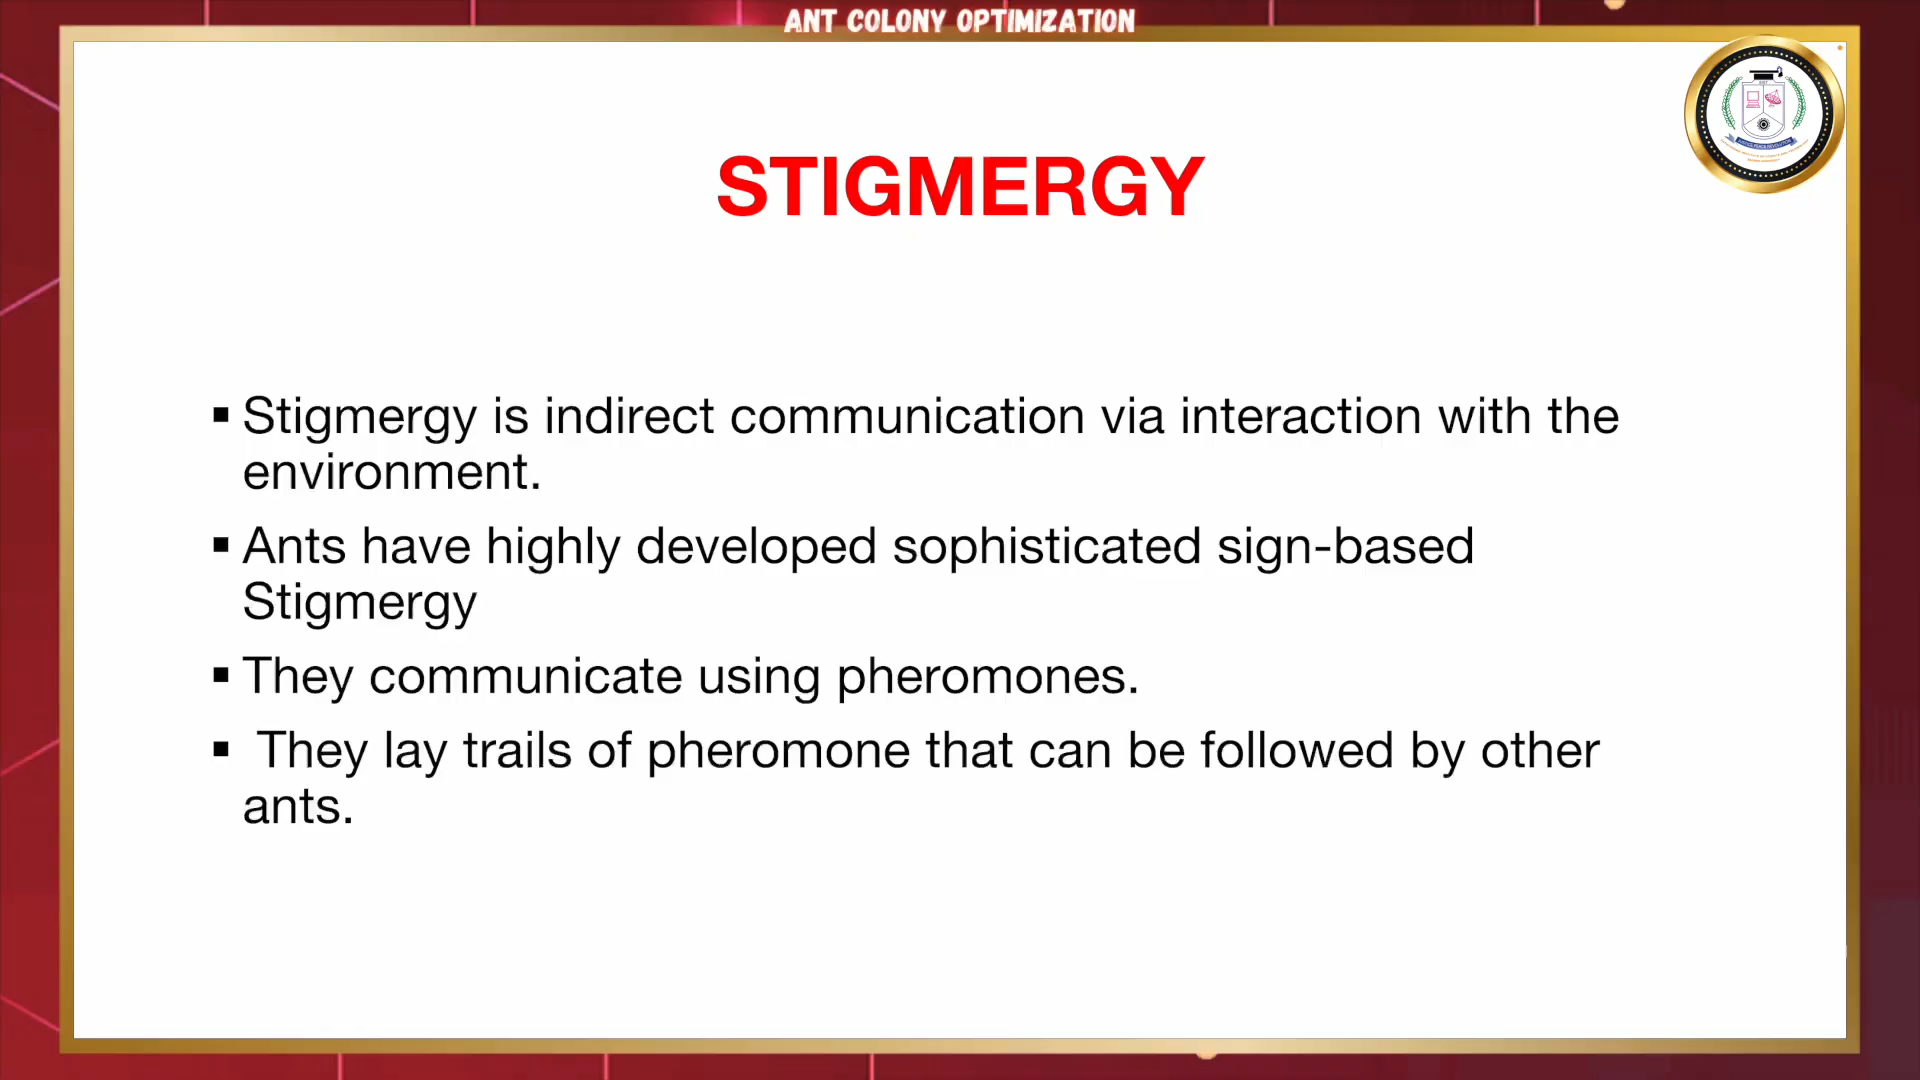 ANT COLONY OPTIMIZATION
STIGMERGY
▪ Stigmergy is indirect communication via interaction with the
environment.
▪ Ants have highly developed sophisticated sign-based
Stigmergy
▪ They communicate using pheromones.
▪ They lay trails of pheromone that can be followed by other
ants.